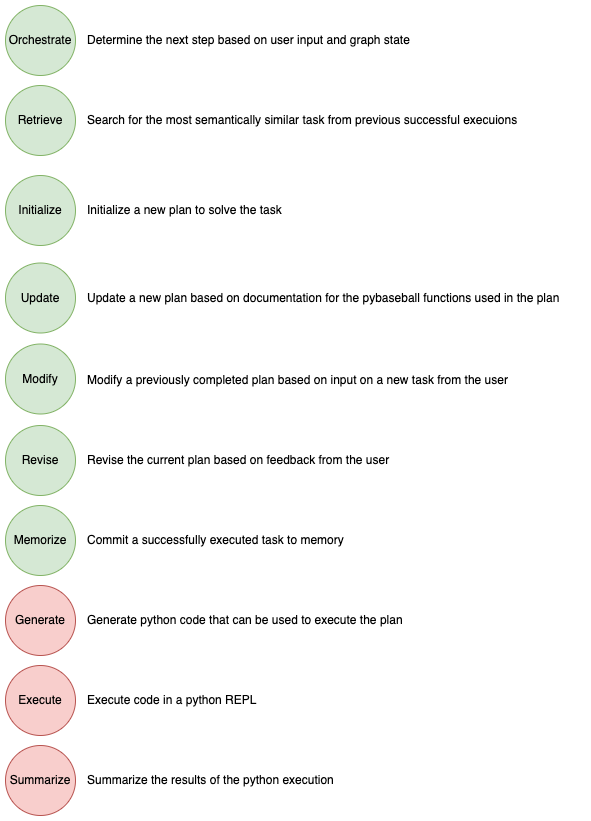 Orchestrate Determine the next step based on user input and graph state
Retrieve Search for the most semantically similar task from previous successful execuions
Initialize Initialize a new plan to solve the task
Update Update a new plan based on documentation for the pybaseball functions used in the plan
Modify Modify a previously completed plan based on input on a new task from the user
Revise Revise the current plan based on feedback from the user
Memorize Commit a successfully executed task to memory
Generate Generate python code that can be used to execute the plan
Execute Execute code in a python REPL
Summarize Summarize the results of the python execution